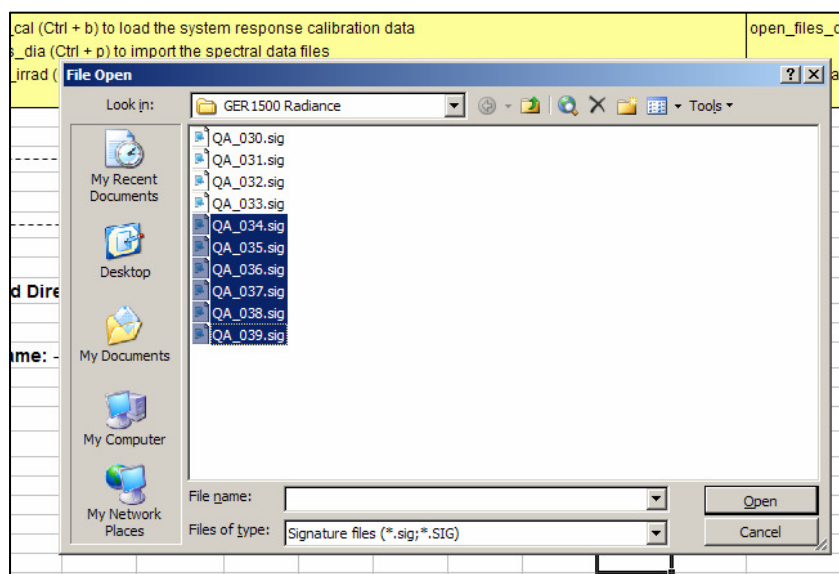 _cal (Ctrl + b) to load the system response calibration data
open_files_
s_dia (Ctrl + p) to import the spectral data files
_irrad (
File Open
Look in:
GER1500 Radiance
Tools
My Recent
Documents
Desktop
My Documents
My Computer
My Network
Places
QA_030.sig
QA_031.sig
QA_032.sig
QA_033.sig
QA_034.sig
QA_035.sig
QA_036.sig
QA_037.sig
QA_038.sig
QA_039.sig
d Dire
ame: -
File name:
Open
Files of type:
Signature files (*.sig;*.SIG)
Cancel